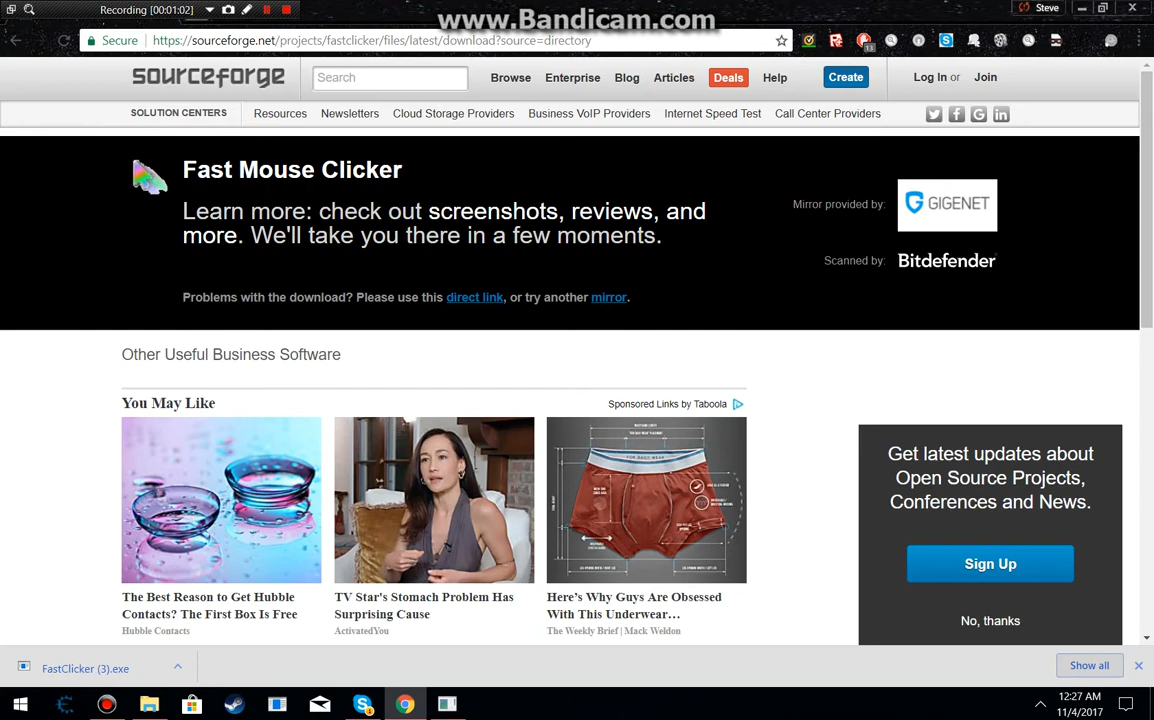 Recording [00:01:02]
www.Bandicam.com
Steve
Secure
https://sourceforge.net/projects/fastclicker/files/latest/download?source=directory
13
sourceforge
Search
Browse Enterprise Blog Articles Deals Help Create Log In or Join
SOLUTION CENTERS Resources Newsletters Cloud Storage Providers Business VoIP Providers Internet Speed Test Call Center Providers
Fast Mouse Clicker
Learn more: check out screenshots, reviews, and
more. We'll take you there in a few moments.
Mirror provided by: GIGENET
Scanned by: Bitdefender
Problems with the download? Please use this direct link, or try another mirror.
Other Useful Business Software
You May Like
Sponsored Links by Taboola
The Best Reason to Get Hubble
Contacts? The First Box Is Free
Hubble Contacts
TV Star's Stomach Problem Has
Surprising Cause
ActivatedYou
Here's Why Guys Are Obsessed
With This Underwear…
The Weekly Brief | Mack Weldon
Get latest updates about
Open Source Projects,
Conferences and News.
Sign Up
No, thanks
FastClicker (3).exe
Show all
12:27 AM
11/4/2017